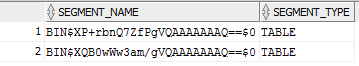 SEGMENT_NAME SEGMENT_TYPE
1 BIN$XP+rbnQ7ZfPgVQAAAAAAAQ==$0 TABLE
2 BIN$XQB0wWw3am/gVQAAAAAAAQ==$0 TABLE